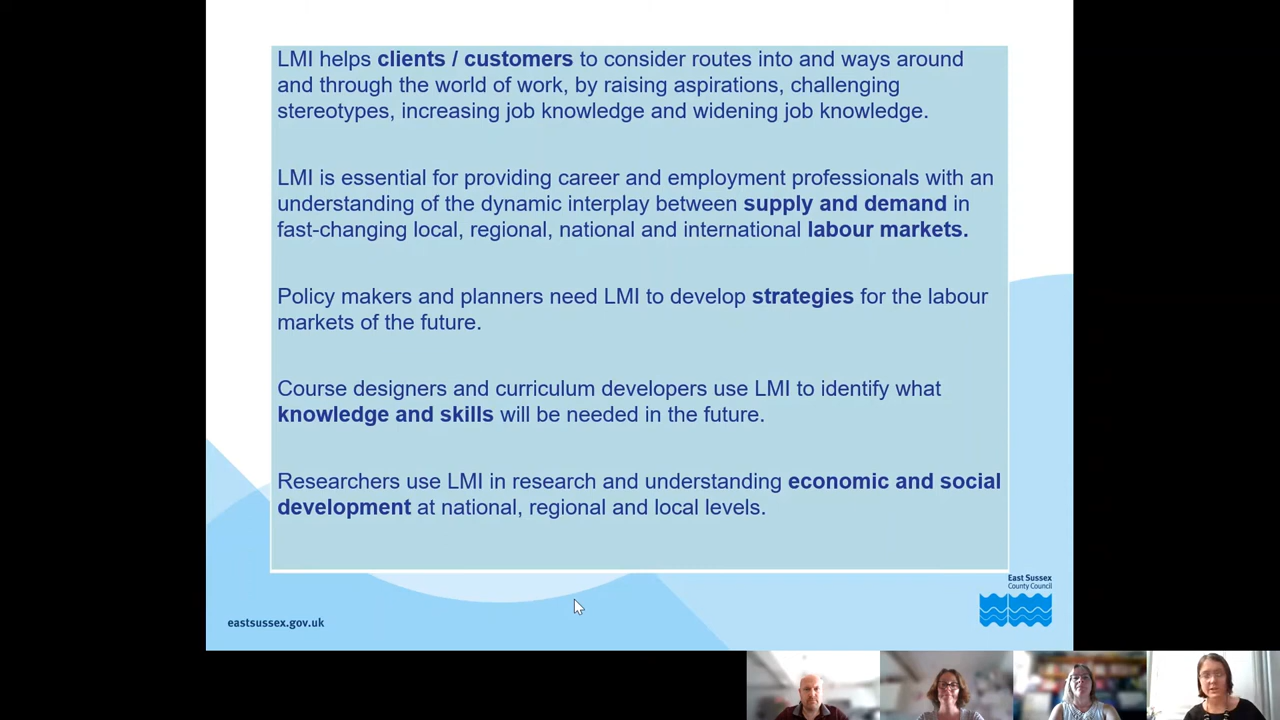 LMI helps clients / customers to consider routes into and ways around
and through the world of work, by raising aspirations, challenging
stereotypes, increasing job knowledge and widening job knowledge.
LMI is essential for providing career and employment professionals with an
understanding of the dynamic interplay between supply and demand in
fast-changing local, regional, national and international labour markets.
Policy makers and planners need LMI to develop strategies for the labour
markets of the future.
Course designers and curriculum developers use LMI to identify what
knowledge and skills will be needed in the future.
Researchers use LMI in research and understanding economic and social
development at national, regional and local levels.
East Sussex
County Council
eastsussex.gov.uk